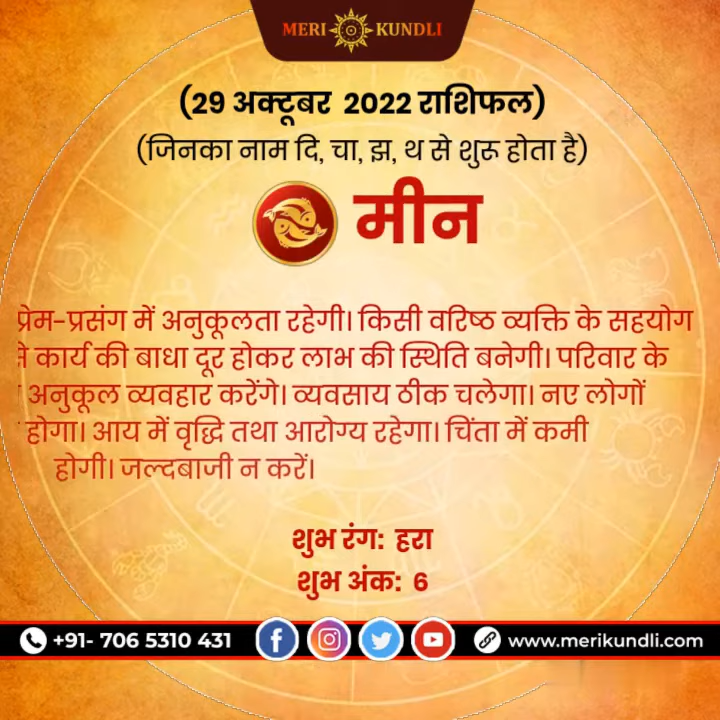 MERI KUNDLI
(29 अक्टूबर 2022 राशिफल)
(जिनका नाम दि, चा, झ, थ से शुरू होता है)
मीन
प्रेम-प्रसंग में अनुकूलता रहेगी। किसी वरिष्ठ व्यक्ति के सहयोग
कार्य की बाधा दूर होकर लाभ की स्थिति बनेगी। परिवार के
अनुकूल व्यवहार करेंगे। व्यवसाय ठीक चलेगा। नए लोगों
होगा। आय में वृद्धि तथा आरोग्य रहेगा। चिंता में कमी
होगी। जल्दबाजी न करें।
शुभ रंग: हरा
शुभ अंक: 6
+91- 706 5310 431 www.merikundli.com